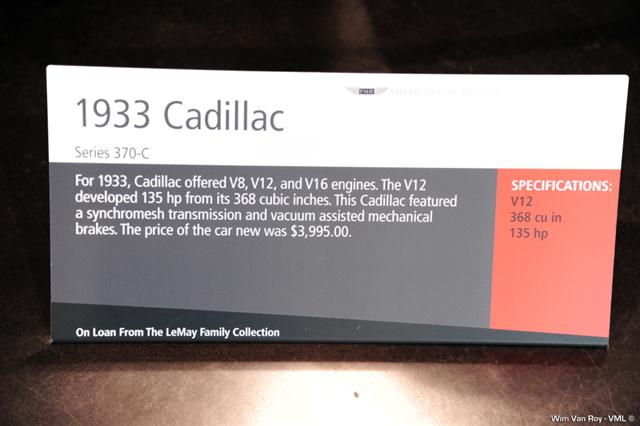 AMERICA'S CAR MUSEUM
1933 Cadillac
Series 370-C
For 1933, Cadillac offered V8, V12, and V16 engines. The V12
developed 135 hp from its 368 cubic inches. This Cadillac featured
a synchromesh transmission and vacuum assisted mechanical
brakes. The price of the car new was $3,995.00.
SPECIFICATIONS:
V12
368 cu in
135 hp
On Loan From The LeMay Family Collection
Wim Van Roy - VML ©